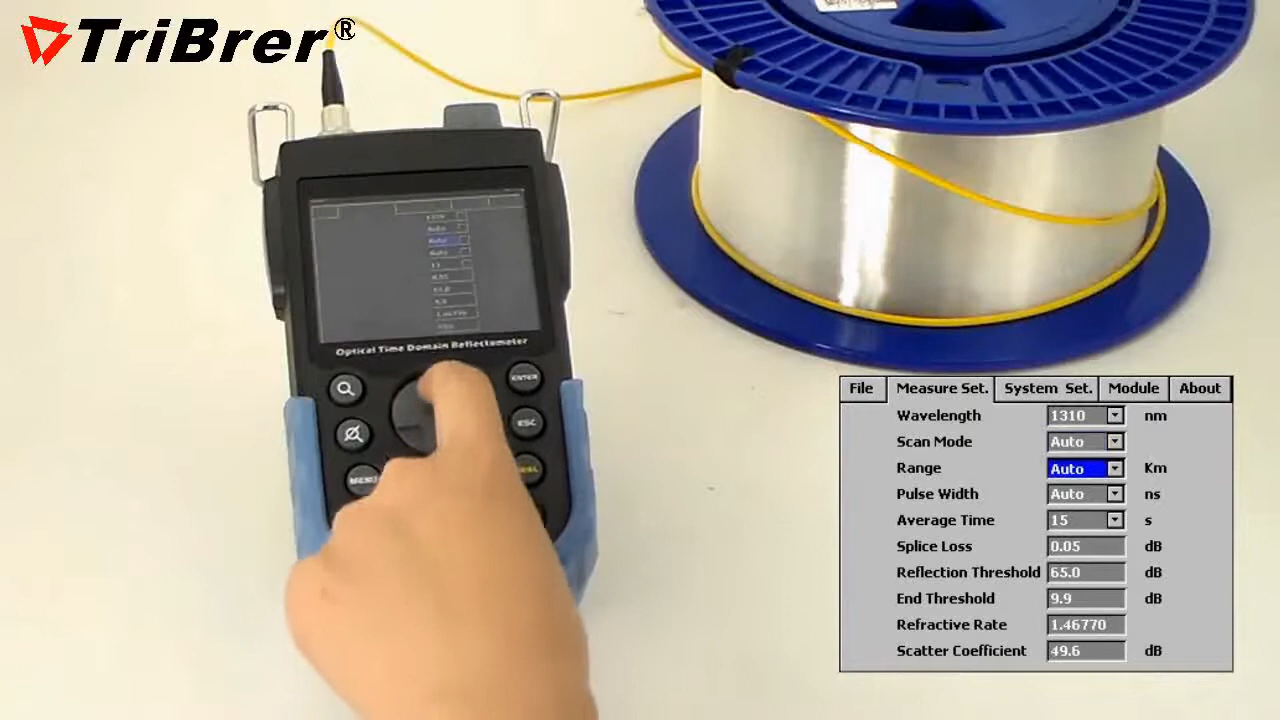 TriBrer®
Optical Time Domain Reflectometer
ENTER
ESC
MENU
File Measure Set. System Set. Module About
Wavelength 1310 nm
Scan Mode Auto
Range Auto Km
Pulse Width Auto ns
Average Time 15 s
Splice Loss 0.05 dB
Reflection Threshold 65.0 dB
End Threshold 9.9 dB
Refractive Rate 1.46770
Scatter Coefficient 49.6 dB